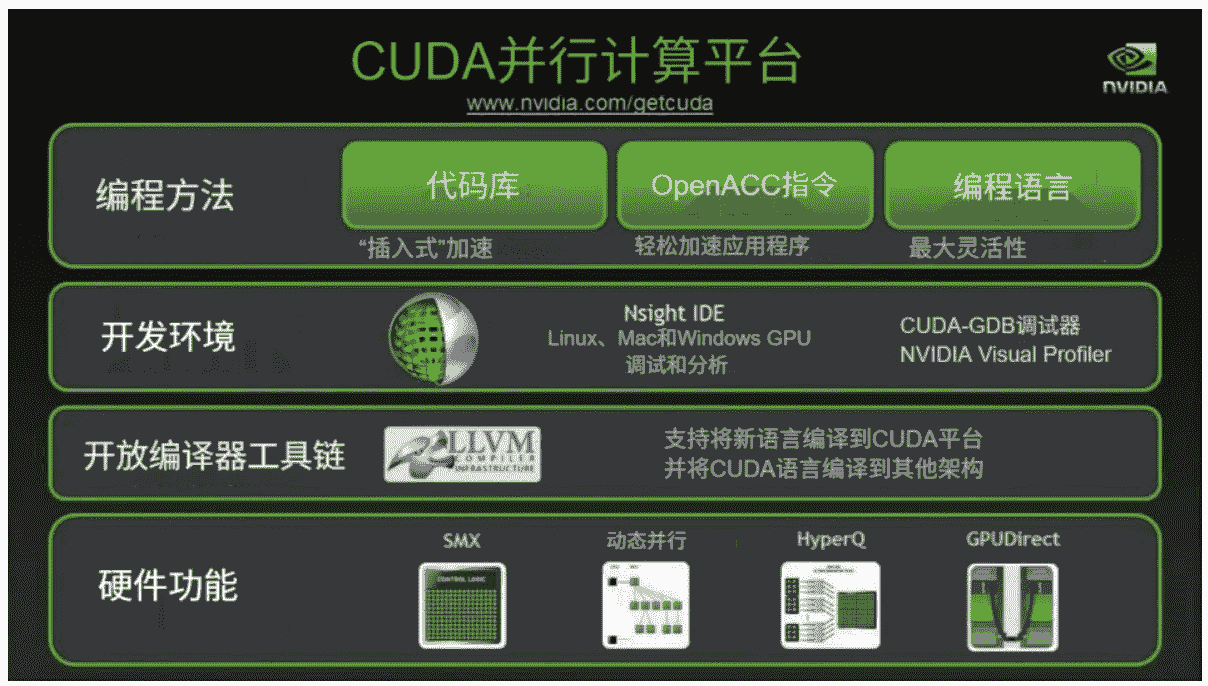 CUDA并行计算平台
www.nvidia.com/getcuda
NVIDIA
编程方法
代码库
OpenACC指令
编程语言
“插入式”加速
轻松加速应用程序
最大灵活性
开发环境
Nsight IDE
Linux、Mac和Windows GPU
调试和分析
CUDA-GDB调试器
NVIDIA Visual Profiler
开放编译器工具链
LLVM
COMPILER
INFRASTRUCTURE
支持将新语言编译到CUDA平台
并将CUDA语言编译到其他架构
硬件功能
SMX
动态并行
HyperQ
GPUDirect
CONTROL LOGIC